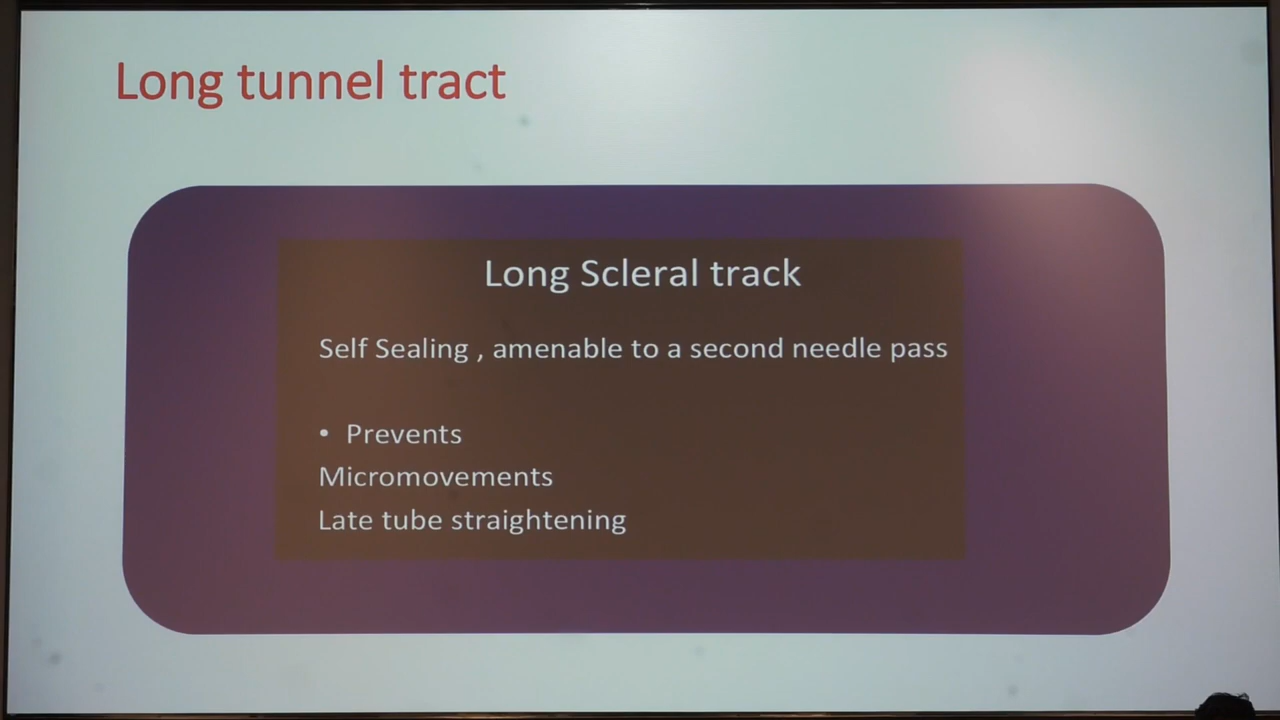 Long tunnel tract
Long Scleral track
Self Sealing , amenable to a second needle pass
• Prevents
Micromovements
Late tube straightening